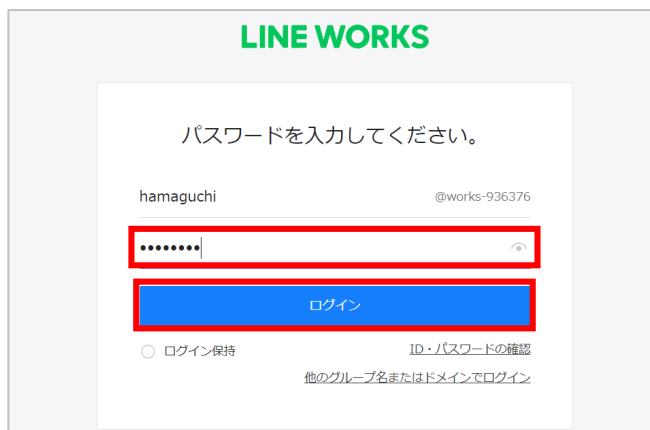 LINE WORKS
パスワードを入力してください。
hamaguchi @works-936376
••••••••
ログイン
ログイン保持 ID・パスワードの確認
他のグループ名またはドメインでログイン